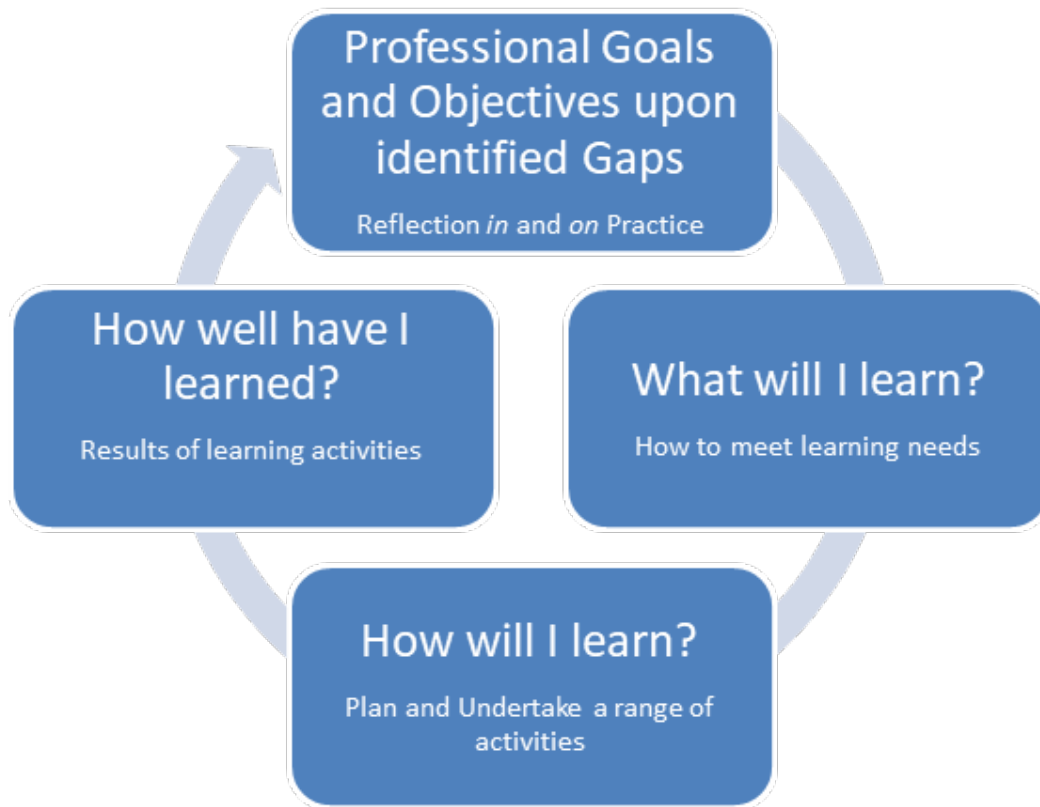 Professional Goals
and Objectives upon
identified Gaps
Reflection in and on Practice
What will I learn?
How to meet learning needs
How will I learn?
Plan and Undertake a range of
activities
How well have I
learned?
Results of learning activities